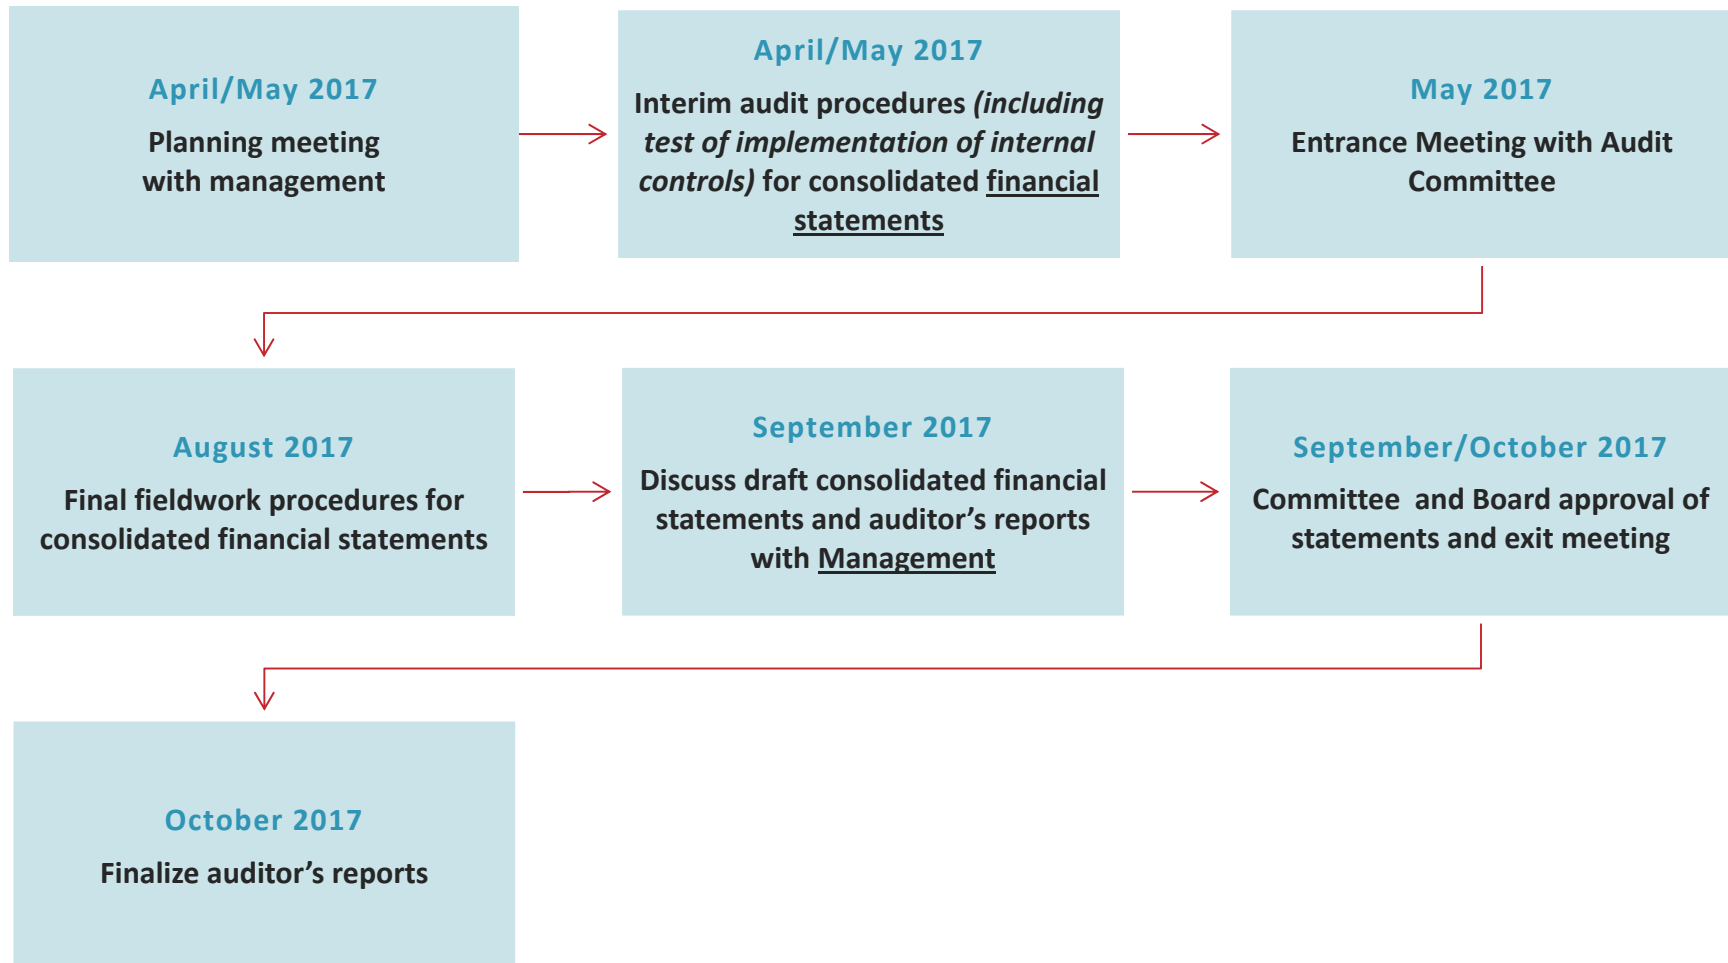 April/May 2017
Planning meeting
with management
April/May 2017
Interim audit procedures (including
test of implementation of internal
controls) for consolidated financial
statements
May 2017
Entrance Meeting with Audit
Committee
August 2017
Final fieldwork procedures for
consolidated financial statements
September 2017
Discuss draft consolidated financial
statements and auditor’s reports
with Management
September/October 2017
Committee  and Board approval of
statements and exit meeting
October 2017
Finalize auditor’s reports